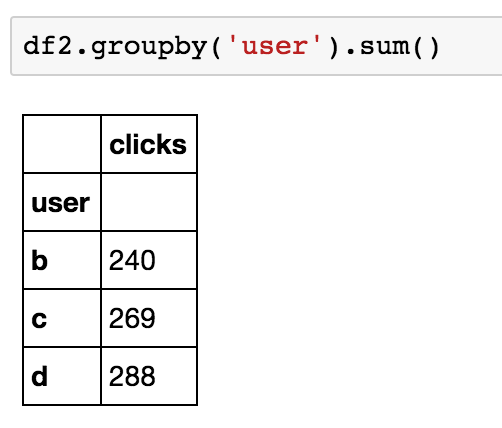 df2.groupby('user').sum()
clicks
user
b 240
c 269
d 288